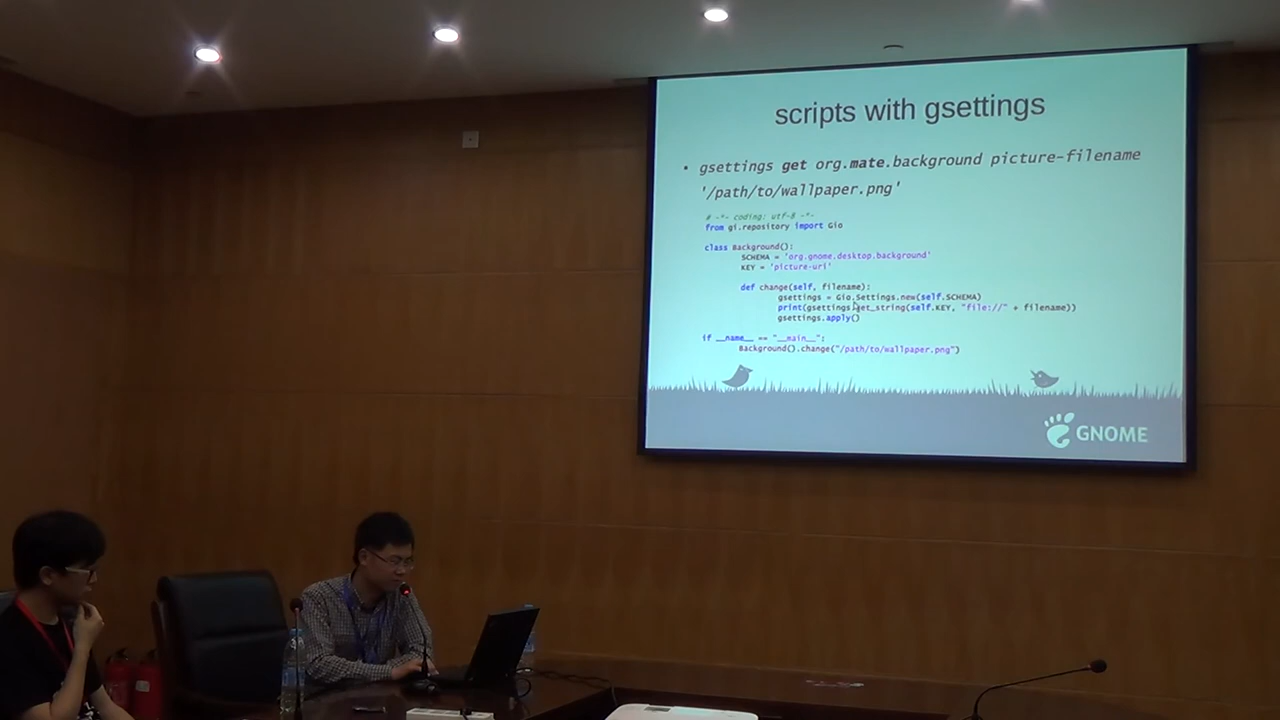 scripts with gsettings
• gsettings get org.mate.background picture-filename
'/path/to/wallpaper.png'
# -*- coding: utf-8 -*-
from gi.repository import Gio
class Background():
SCHEMA = 'org.gnome.desktop.background'
KEY = 'picture-uri'
def change(self, filename):
gsettings = Gio.Settings.new(self.SCHEMA)
print(gsettings.get_string(self.KEY, "file://" + filename))
gsettings.apply()
if __name__ == "__main__":
Background().change("/path/to/wallpaper.png")
GNOME